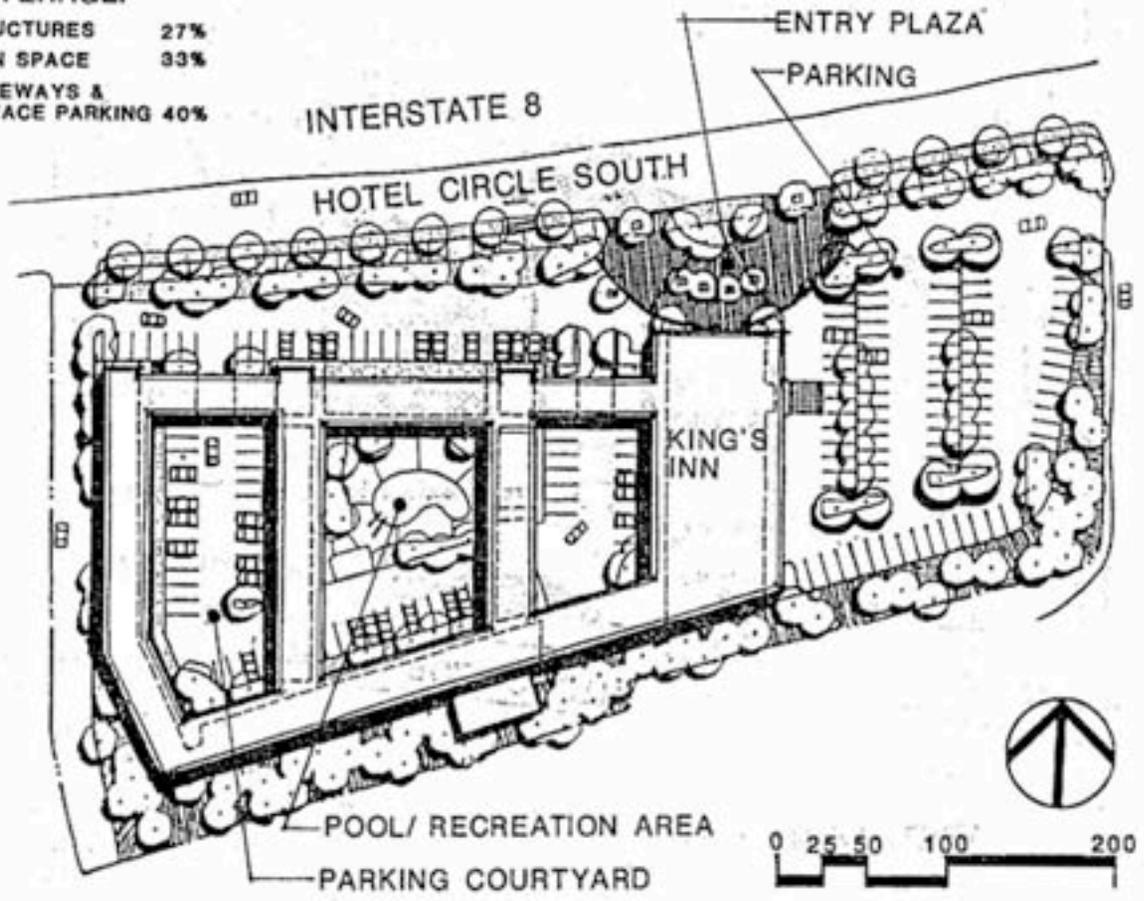 UCTURES 27%
N SPACE 33%
EWAYS &
ACE PARKING 40%
ENTRY PLAZA
PARKING
INTERSTATE 8
HOTEL CIRCLE SOUTH
KING'S
INN
POOL/ RECREATION AREA
PARKING COURTYARD
0 25 50 100 200